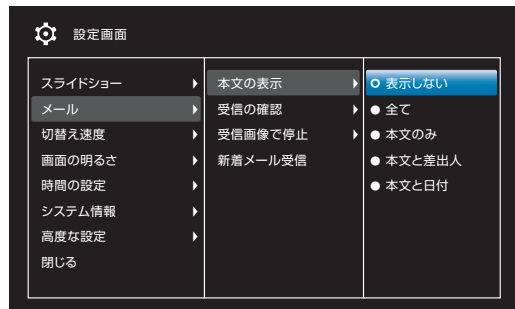 設定画面
スライドショー
メール
切替え速度
画面の明るさ
時間の設定
システム情報
高度な設定
閉じる
本文の表示
受信の確認
受信画像で停止
新着メール受信
表示しない
全て
本文のみ
本文と差出人
本文と日付